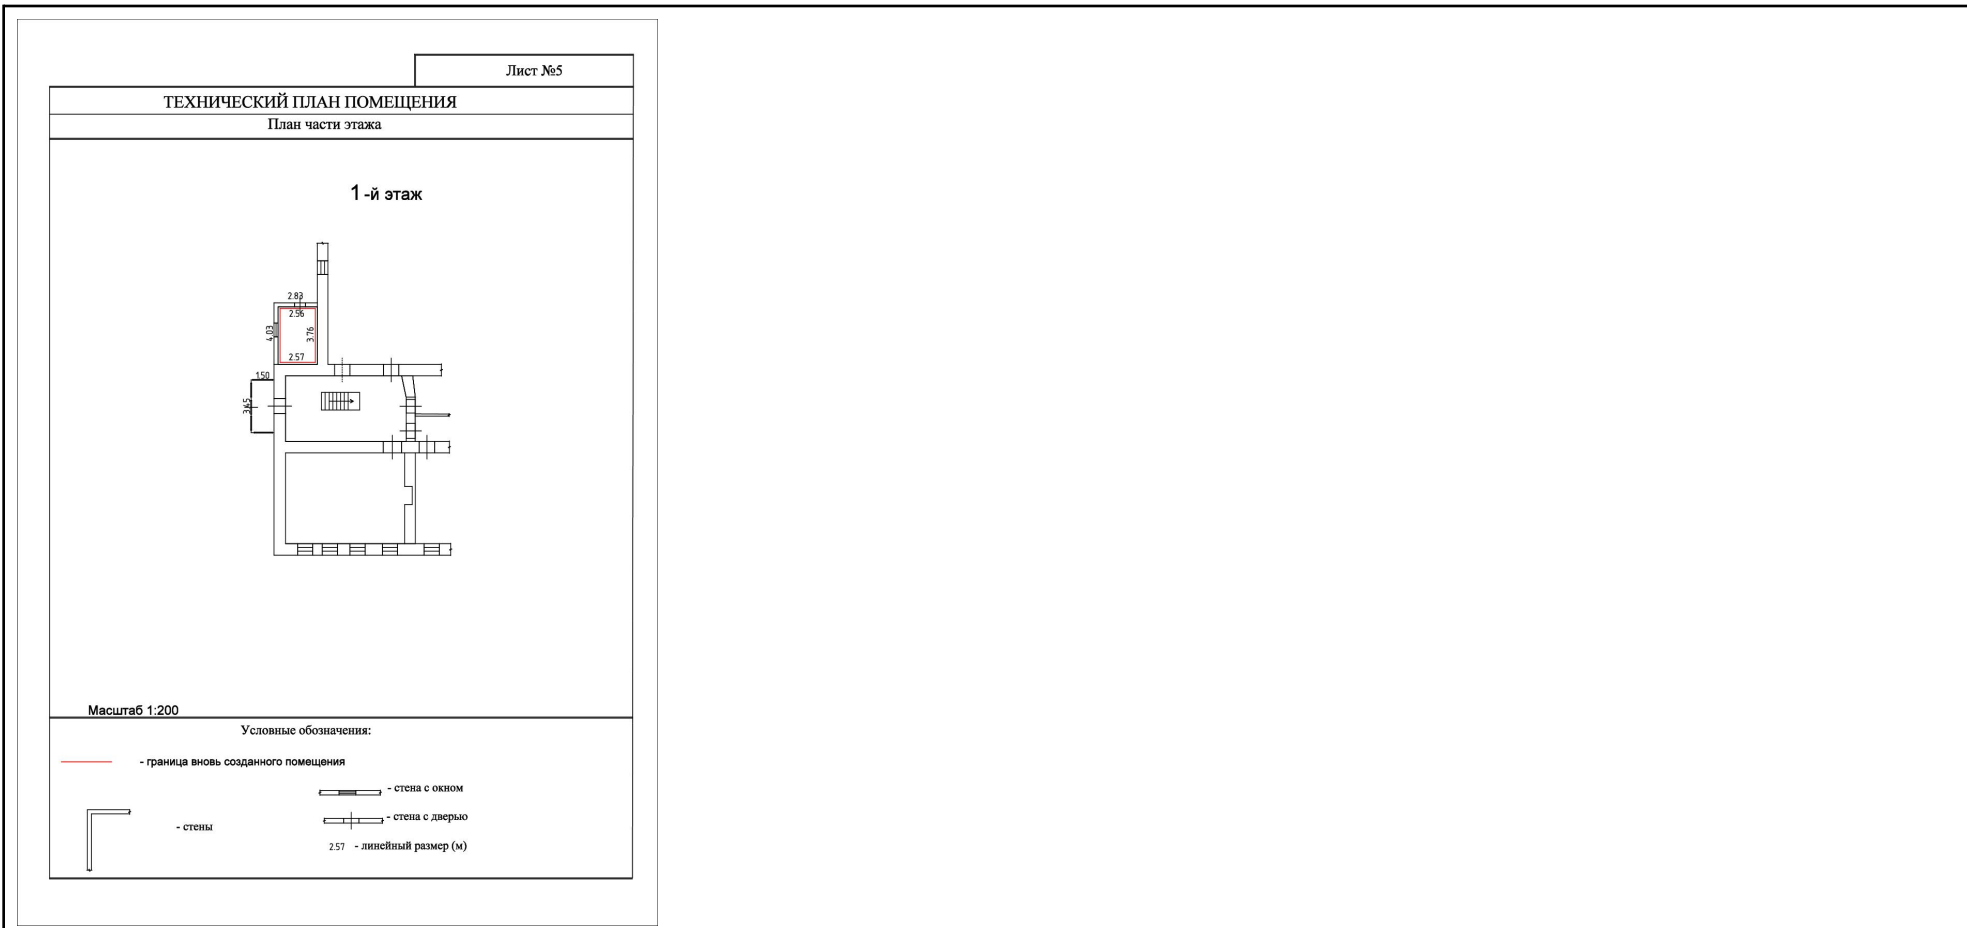 Лист №5
ТЕХНИЧЕСКИЙ ПЛАН ПОМЕЩЕНИЯ
План части этажа
1-й этаж
2.83
2.56
4.03
3.76
2.57
1.50
3.45
Масштаб 1:200
Условные обозначения:
- граница вновь созданного помещения
- стена с окном
- стена с дверью
- стены
2.57 - линейный размер (м)